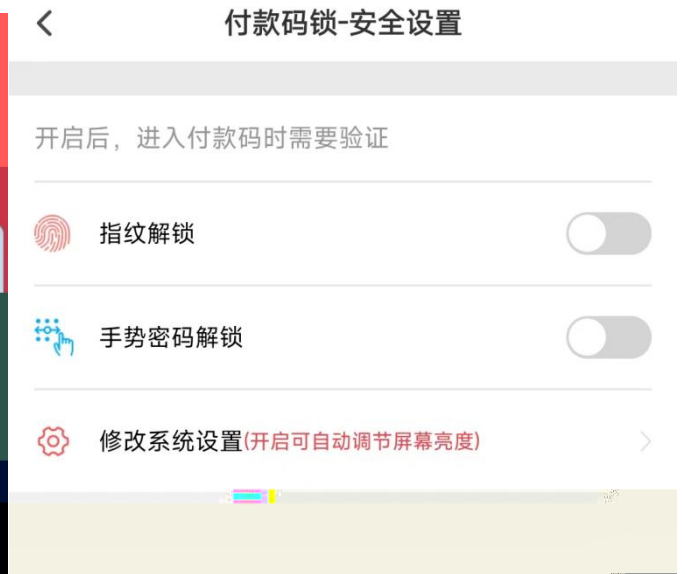 付款码锁-安全设置
开启后，进入付款码时需要验证
指纹解锁
手势密码解锁
修改系统设置(开启可自动调节屏幕亮度)